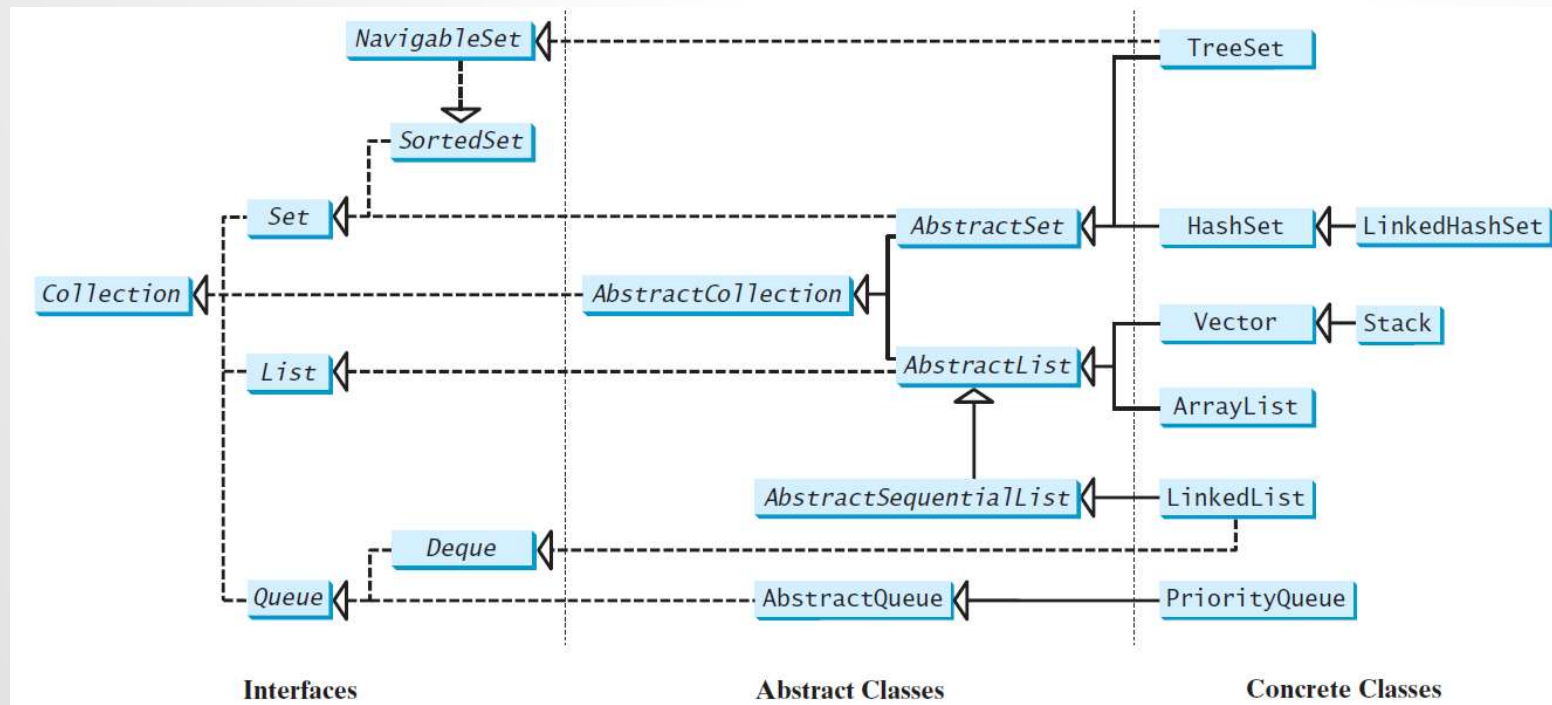 NavigableSet
TreeSet
SortedSet
Set
AbstractSet
HashSet
LinkedHashSet
Collection
AbstractCollection
Vector
Stack
List
AbstractList
ArrayList
AbstractSequentialList
LinkedList
Deque
Queue
AbstractQueue
PriorityQueue
Interfaces
Abstract Classes
Concrete Classes